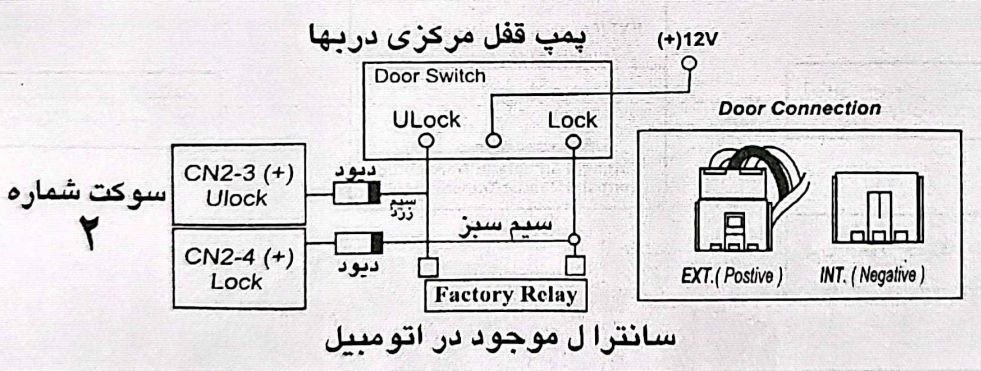 پمپ قفل مرکزی دربها
(+)12V
Door Switch
ULock
Lock
Door Connection
سوکت شماره
۲
CN2-3 (+)
Ulock
دیود
سیم
زرد
CN2-4 (+)
Lock
دیود
سیم سبز
Factory Relay
EXT.( Postive )
INT. ( Negative )
سانترال موجود در اتومبیل